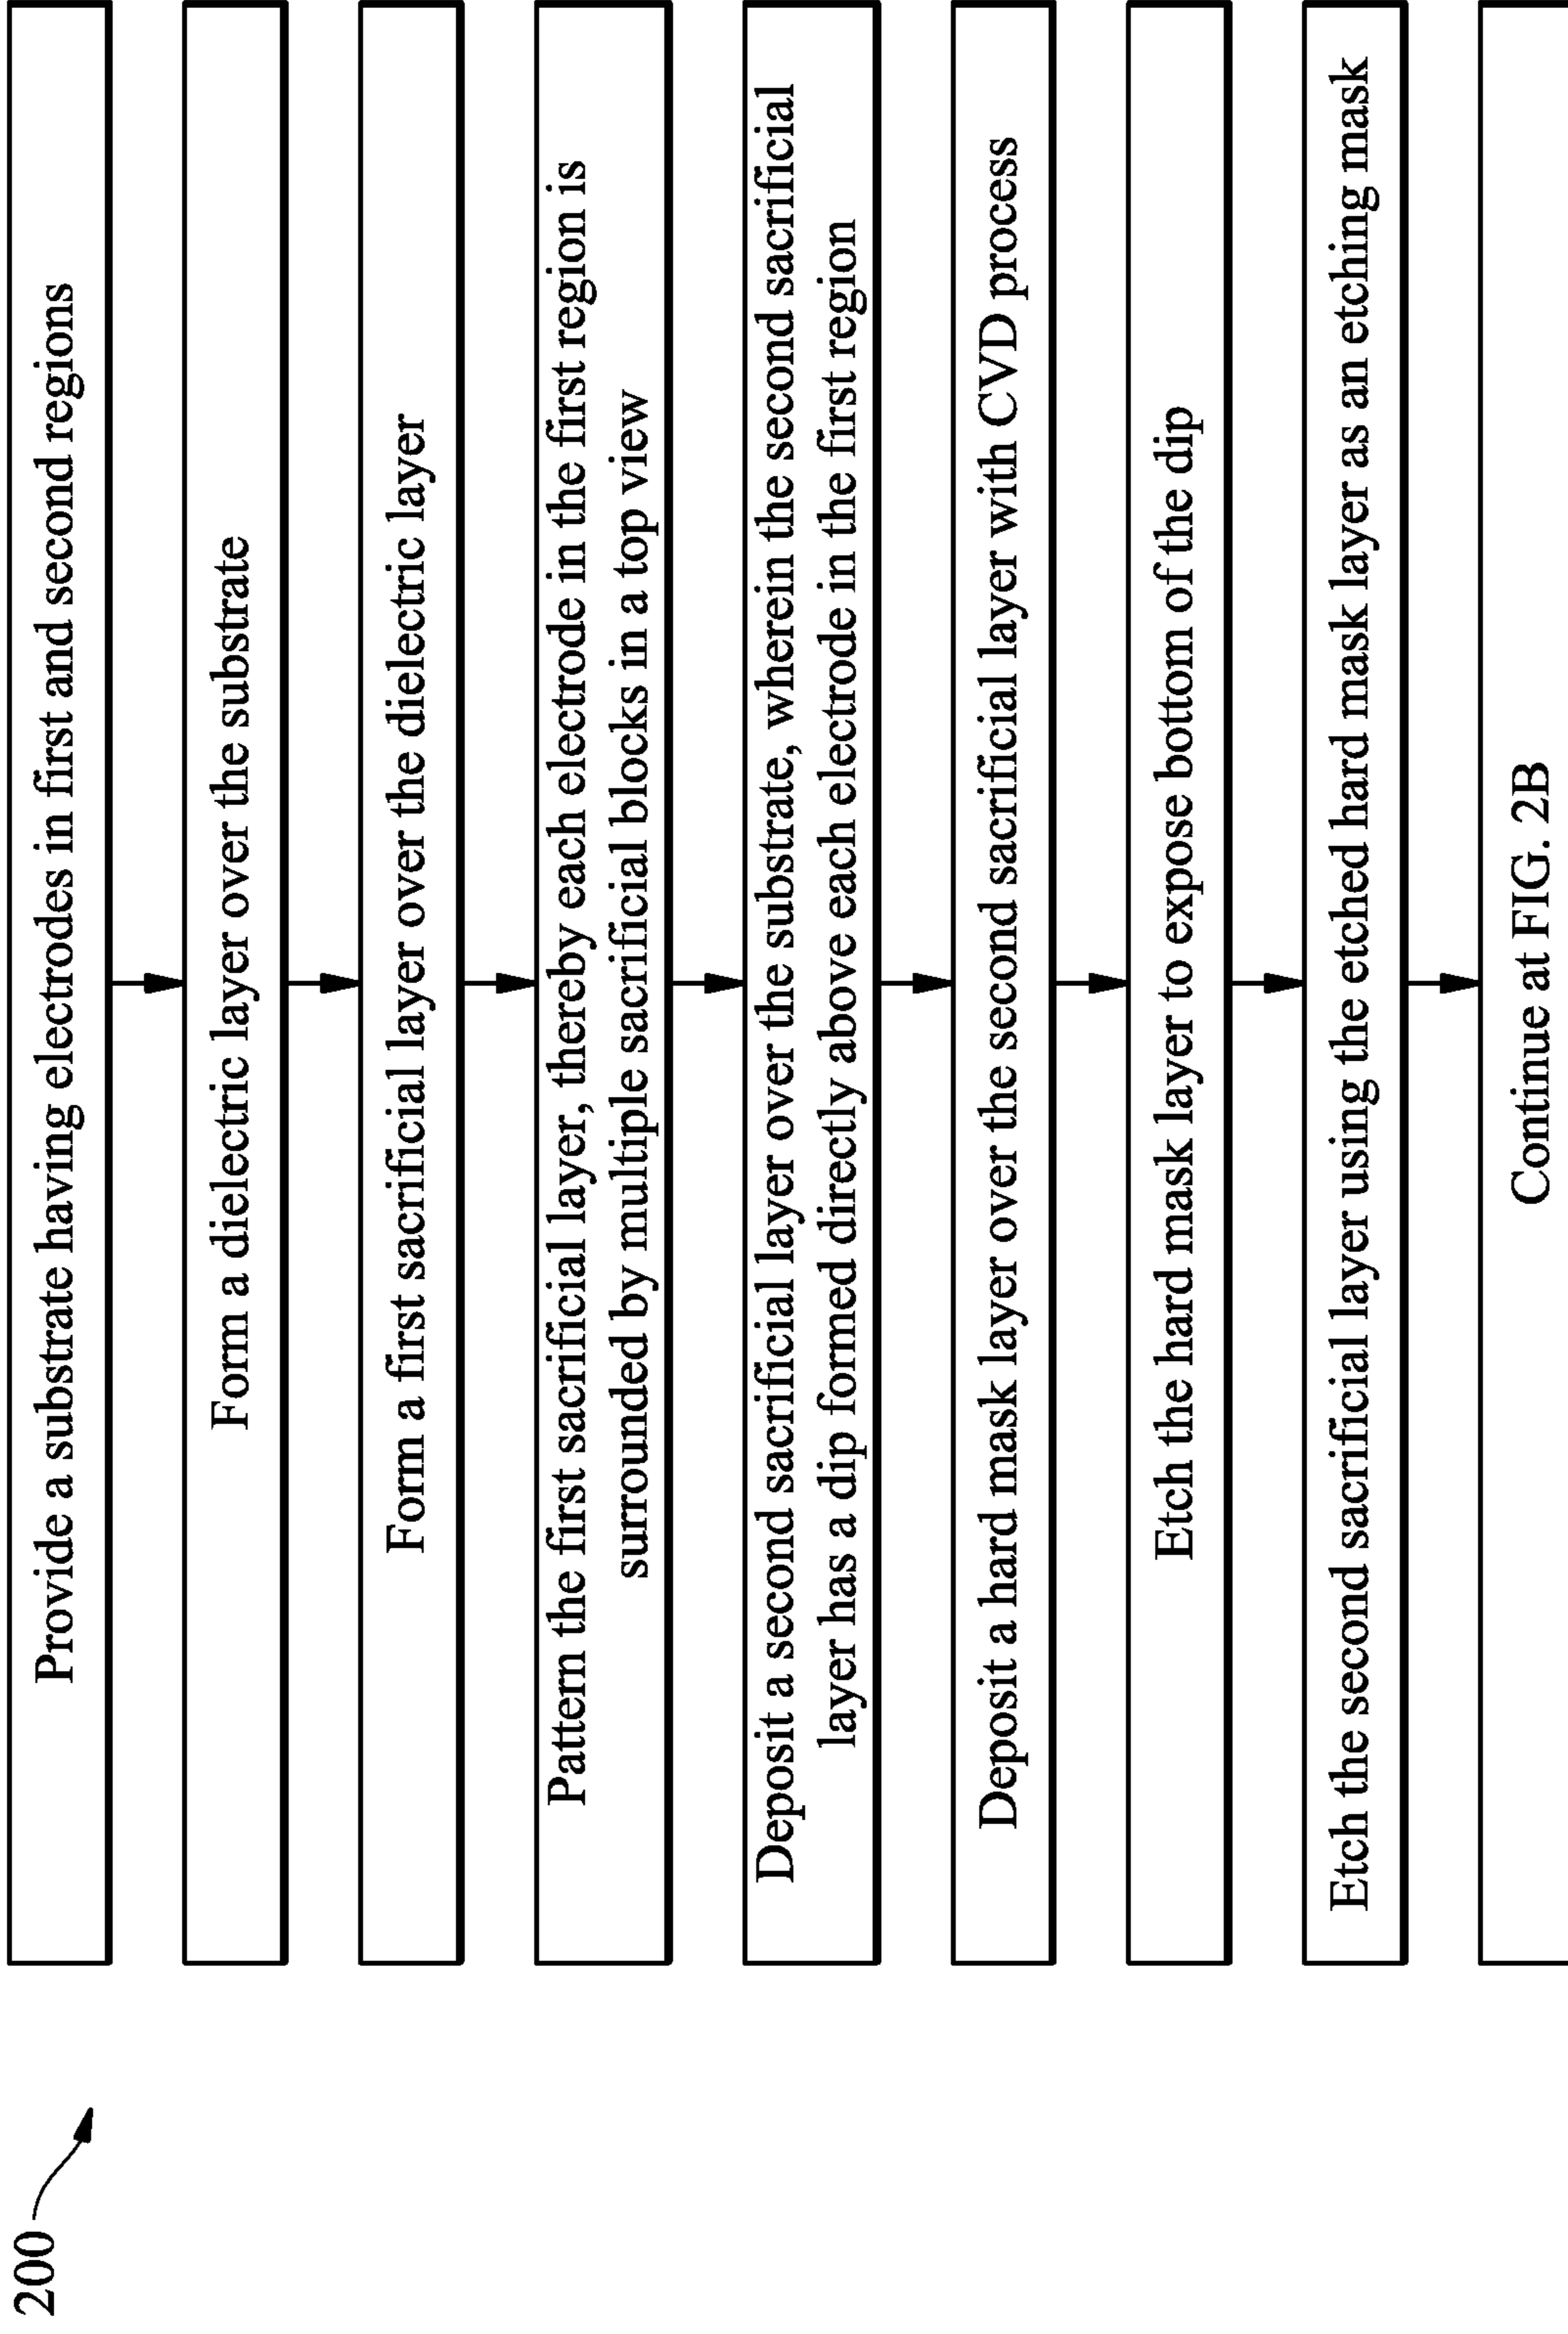 200
Provide a substrate having electrodes in first and second regions
Form a dielectric layer over the substrate
Form a first sacrificial layer over the dielectric layer
Pattern the first sacrificial layer, thereby each electrode in the first region is
surrounded by multiple sacrificial blocks in a top view
Deposit a second sacrificial layer over the substrate, wherein the second sacrificial
layer has a dip formed directly above each electrode in the first region
Deposit a hard mask layer over the second sacrificial layer with CVD process
Etch the hard mask layer to expose bottom of the dip
Etch the second sacrificial layer using the etched hard mask layer as an etching mask
Continue at FIG. 2B